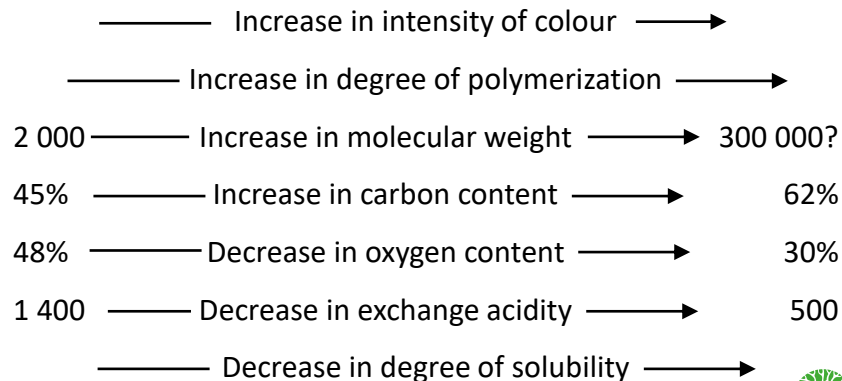 Increase in intensity of colour
Increase in degree of polymerization
2 000 Increase in molecular weight 300 000?
45% Increase in carbon content 62%
48% Decrease in oxygen content 30%
1 400 Decrease in exchange acidity 500
Decrease in degree of solubility